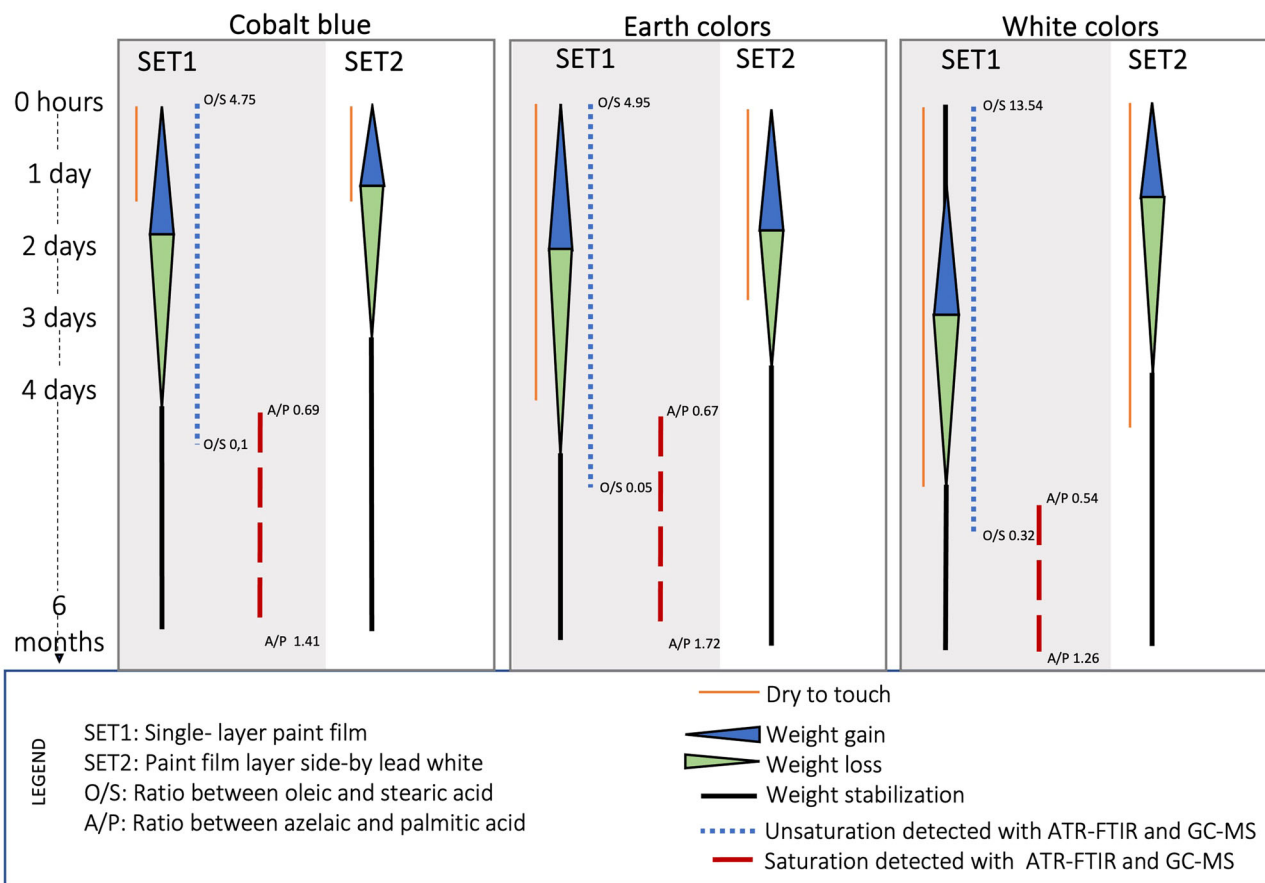 Cobalt blue
Earth colors
White colors
SET1
SET2
SET1
SET2
SET1
SET2
0 hours
1 day
2 days
3 days
4 days
6
months
O/S 4.75
O/S 0,1
A/P 0.69
A/P 1.41
O/S 4.95
O/S 0.05
A/P 0.67
A/P 1.72
O/S 13.54
O/S 0.32
A/P 0.54
A/P 1.26
LEGEND
SET1: Single- layer paint film
SET2: Paint film layer side-by lead white
O/S: Ratio between oleic and stearic acid
A/P: Ratio between azelaic and palmitic acid
Dry to touch
Weight gain
Weight loss
Weight stabilization
Unsaturation detected with ATR-FTIR and GC-MS
Saturation detected with ATR-FTIR and GC-MS